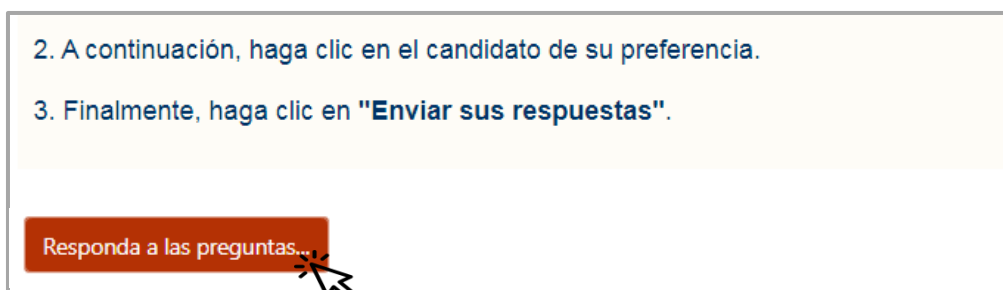 2. A continuación, haga clic en el candidato de su preferencia.
3. Finalmente, haga clic en "Enviar sus respuestas".
Responda a las preguntas...